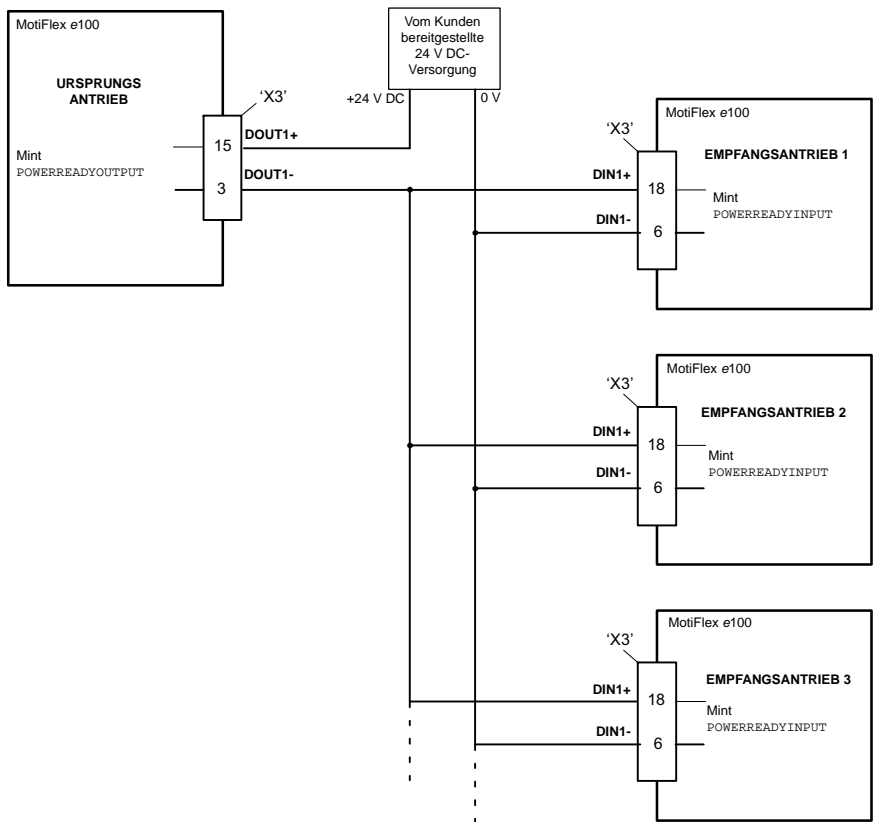 MotiFlex e100
URSPRUNGS
ANTRIEB
Mint
POWERREADYOUTPUT
'X3'
15
3
DOUT1+
DOUT1-
Vom Kunden
bereitgestellte
24 V DC-
Versorgung
+24 V DC
0 V
MotiFlex e100
'X3'
EMPFANGSANTRIEB 1
DIN1+
18
Mint
POWERREADYINPUT
DIN1-
6
MotiFlex e100
'X3'
EMPFANGSANTRIEB 2
DIN1+
18
Mint
POWERREADYINPUT
DIN1-
6
MotiFlex e100
'X3'
EMPFANGSANTRIEB 3
DIN1+
18
Mint
POWERREADYINPUT
DIN1-
6